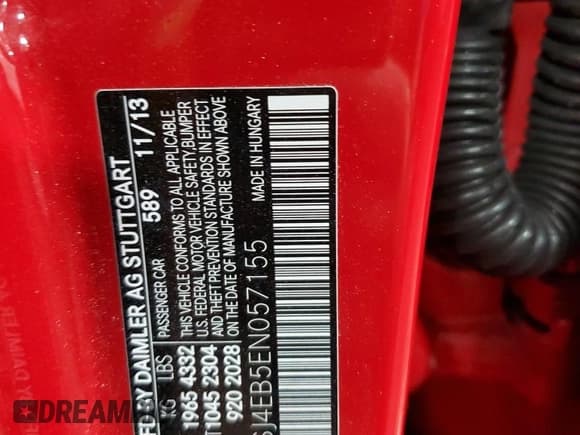 FD BY DAIMLER AG STUTTGART
PASSENGER CAR 589 11/13
KG LBS
THIS VEHICLE CONFORMS TO ALL APPLICABLE
U.S. FEDERAL MOTOR VEHICLE SAFETY, BUMPER
AND THEFT PREVENTION STANDARDS IN EFFECT
ON THE DATE OF MANUFACTURE SHOWN ABOVE
1965 4332
1045 2304
920 2028
J4EB5EN057155
MADE IN HUNGARY
DREAM